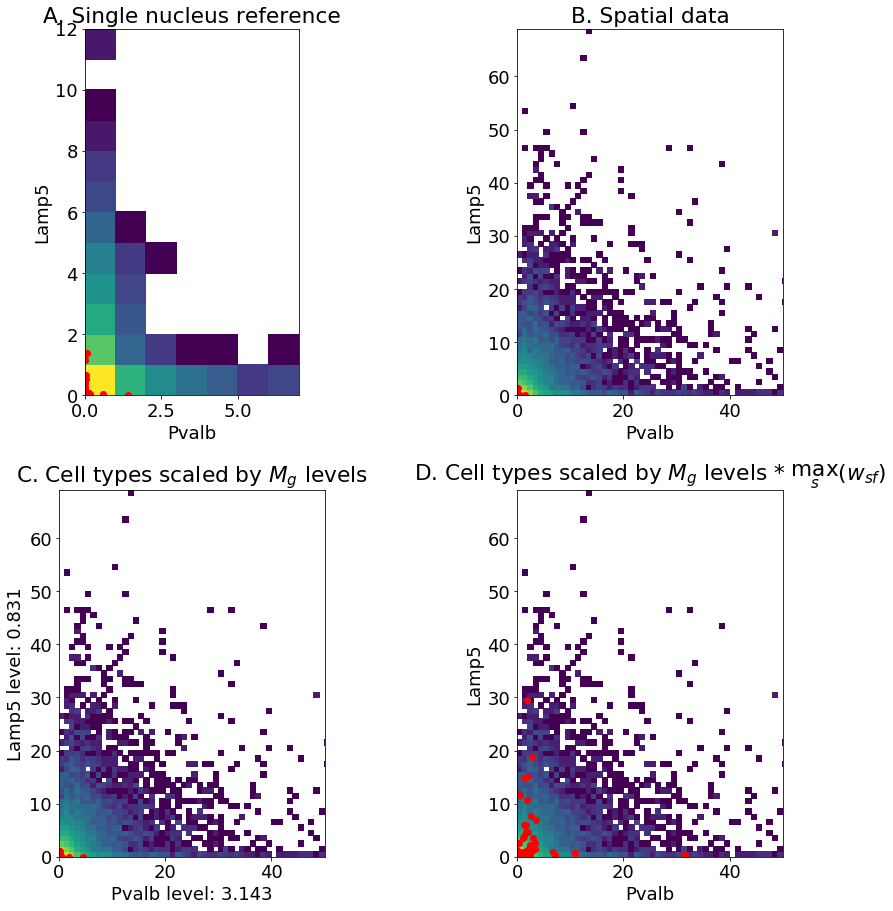 A. Single nucleus reference
12
10
8
6
4
2
0
Lamp5
0.0 2.5 5.0
Pvalb
B. Spatial data
60
50
40
30
20
10
0
Lamp5
0 20 40
Pvalb
C. Cell types scaled by $M_g$ levels
60
50
40
30
20
10
0
Lamp5 level: 0.831
0 20 40
Pvalb level: 3.143
D. Cell types scaled by $M_g$ levels * $\max_s(w_{sf})$
60
50
40
30
20
10
0
Lamp5
0 20 40
Pvalb